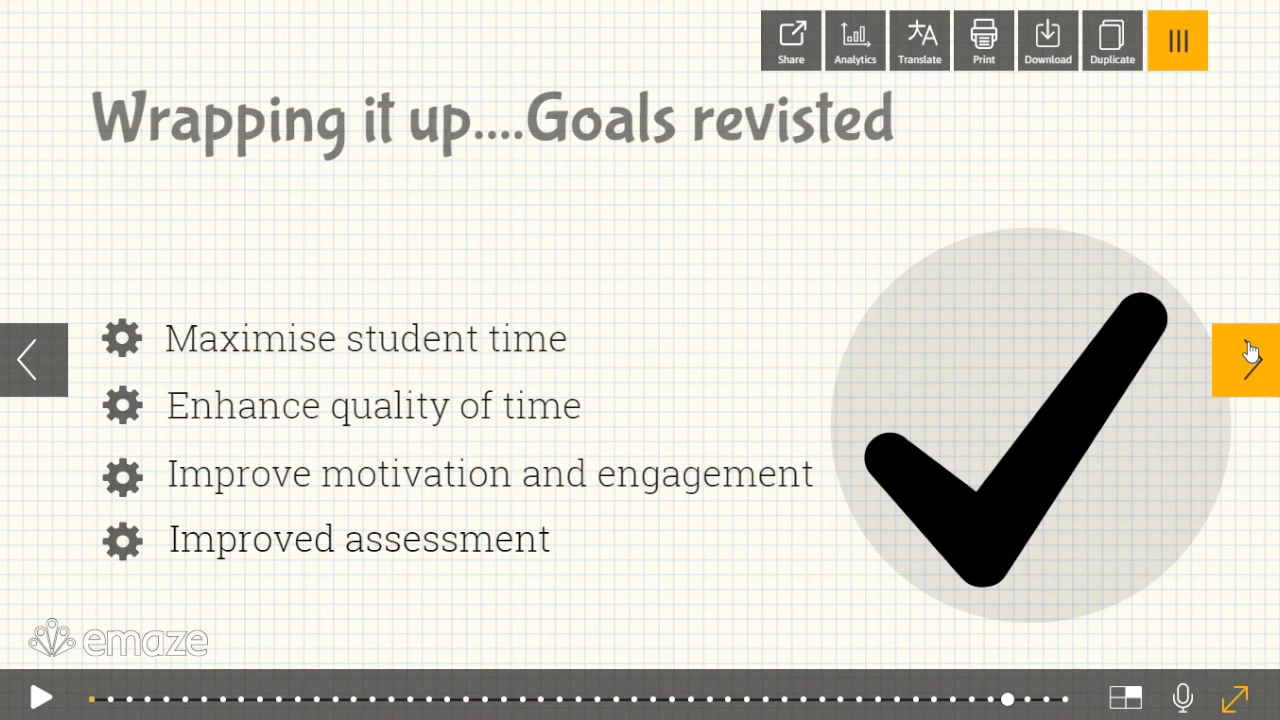 Share
Analytics
Translate
Print
Download
Duplicate
Wrapping it up....Goals revisted
Maximise student time
Enhance quality of time
Improve motivation and engagement
Improved assessment
emaze